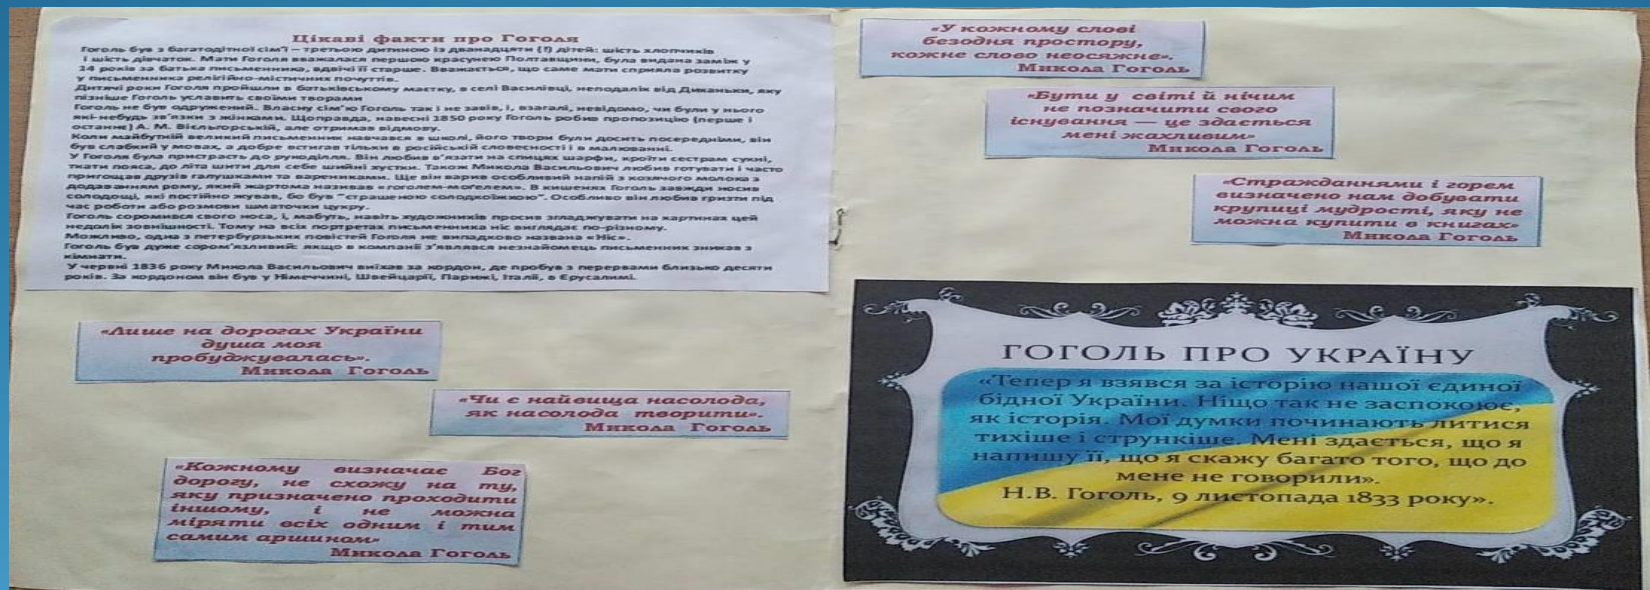 Цікаві факти про Гоголя
Гоголь був з багатодітної сім'ї — третьою дитиною із дванадцяти (!) дітей: шість хлопчиків
і шість дівчаток. Мати Гоголя вважалася першою красунею Полтавщини, була видана заміж у
14 років за батька письменника, вдвічі її старше. Вважається, що саме мати сприяла розвитку
у письменника релігійно-містичних почуттів.
Дитячі роки Гоголя пройшли в батьківському маєтку, в селі Василівці, неподалік від Диканьки, яку
пізніше Гоголь уславить своїми творами
Гоголь не був одружений. Власну сім'ю Гоголь так і не завів, і, взагалі, невідомо, чи були у нього
які-небудь зв'язки з жінками. Щоправда, навесні 1850 року Гоголь робив пропозицію (перше і
останнє) А. М. Вієльгорській, але отримав відмову.
Коли майбутній великий письменник навчався в школі, його твори були досить посередніми, він
був слабкий у мовах, а добре встигав тільки в російській словесності і в малюванні.
У Гоголя була пристрасть до рукоділля. Він любив в'язати на спицях шарфи, кроїти сестрам сукні,
ткати пояса, до літа шити для себе шийні хустки. Також Микола Васильович любив готувати і часто
пригощав друзів галушками та варениками. Ще він варив особливий напій з козячого молока з
додаванням рому, який жартома називав «гоголем-моґелем». В кишенях Гоголь завжди носив
солодощі, які постійно жував, бо був "страшеною солодкоїжкою". Особливо він любив гризти під
час роботи або розмови шматочки цукру.
Гоголь соромився свого носа, і, мабуть, навіть художників просив згладжувати на картинах цей
недолік зовнішності. Тому на всіх портретах письменника ніс виглядає по-різному.
Можливо, одна з петербурзьких повістей Гоголя не випадково названа «Ніс».
Гоголь був дуже сором'язливий: якщо в компанії з'являвся незнайомець письменник зникав з
кімнати.
У червні 1836 року Микола Васильович виїхав за кордон, де пробув з перервами близько десяти
років. За кордоном він був у Німеччині, Швейцарії, Парижі, Італії, в Єрусалимі.
«Лише на дорогах України
душа моя
пробуджувалась».
Микола Гоголь
«Чи є найвища насолода,
як насолода творити».
Микола Гоголь
«Кожному визначає Бог
дорогу, не схожу на ту,
яку призначено проходити
іншому, і не можна
міряти всіх одним і тим
самим аршином»
Микола Гоголь
«У кожному слові
безодня простору,
кожне слово неосяжне».
Микола Гоголь
«Бути у світі й нічим
не позначити свого
існування — це здається
мені жахливим»
Микола Гоголь
«Стражданнями і горем
визначено нам добувати
крупиці мудрості, яку не
можна купити в книгах»
Микола Гоголь
ГОГОЛЬ ПРО УКРАЇНУ
«Тепер я взявся за історію нашої єдиної
бідної України. Ніщо так не заспокоює,
як історія. Мої думки починають литися
тихіше і стрункіше. Мені здається, що я
напишу її, що я скажу багато того, що до
мене не говорили».
Н.В. Гоголь, 9 листопада 1833 року».